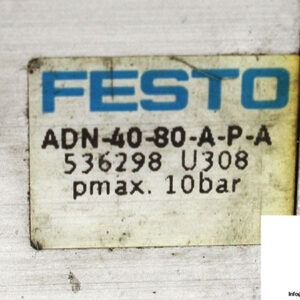 FESTO
ADN-40-80-A-P-A
536298 U308
pmax. 10bar